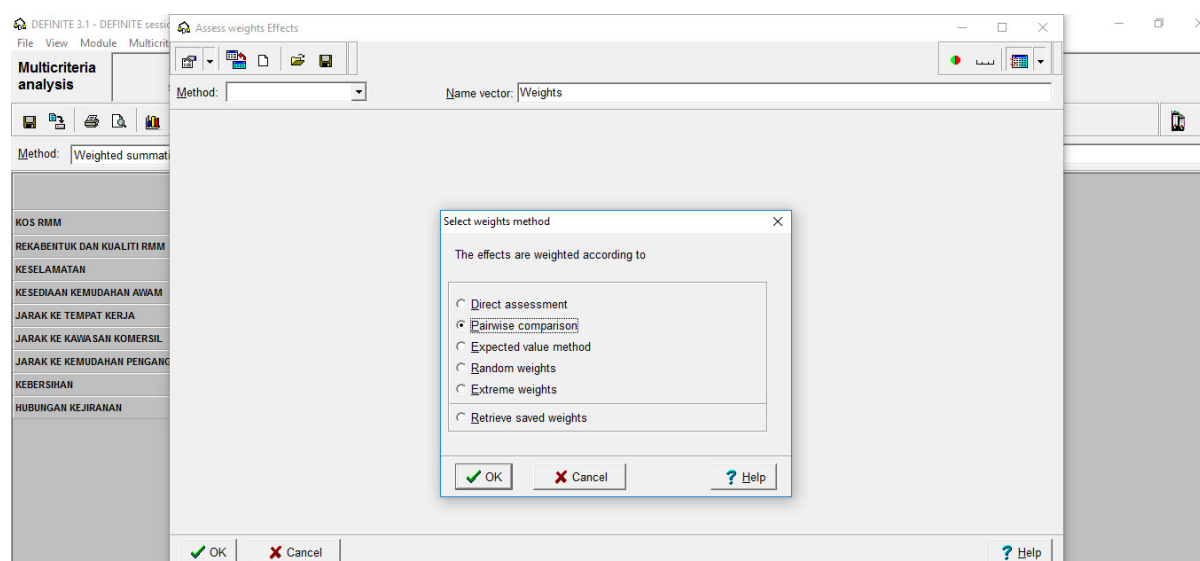 DEFINITE 3.1 - DEFINITE sessi
File View Module Multicrit
Multicriteria
analysis
Method: Weighted summati
KOS RMM
REKABENTUK DAN KUALITI RMM
KESELAMATAN
KESEDIAAN KEMUDAHAN AWAM
JARAK KE TEMPAT KERJA
JARAK KE KAWASAN KOMERSIL
JARAK KE KEMUDAHAN PENGANG
KEBERSIHAN
HUBUNGAN KEJIRANAN
Assess weights Effects
Method:
Name vector: Weights
Select weights method
The effects are weighted according to
Direct assessment
Pairwise comparison
Expected value method
Random weights
Extreme weights
Retrieve saved weights
OK Cancel Help
OK Cancel Help